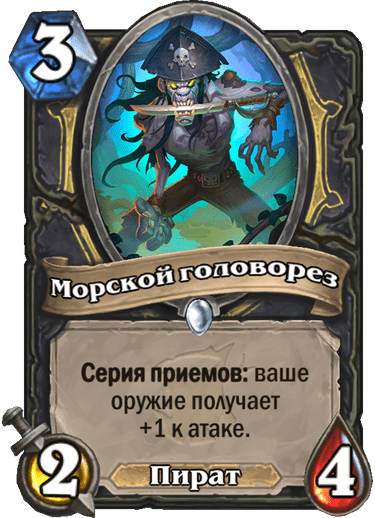 3
Морской головорез
Серия приемов: ваше
оружие получает
+1 к атаке.
2
Пират
4